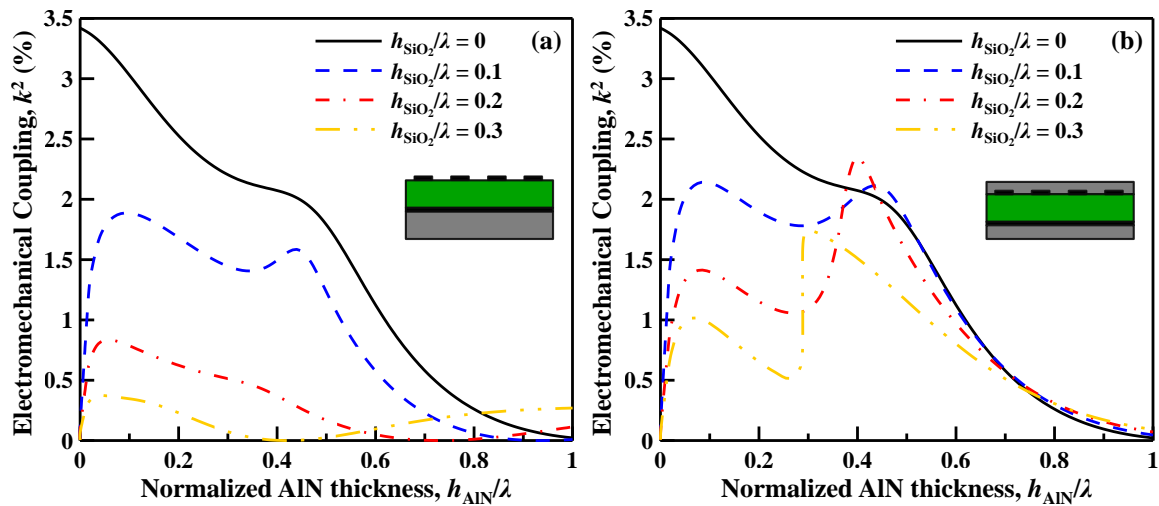 Electromechanical Coupling, k² (%)
3.5
3
2.5
2
1.5
1
0.5
0
(a)
h_SiO₂/λ = 0
h_SiO₂/λ = 0.1
h_SiO₂/λ = 0.2
h_SiO₂/λ = 0.3
0 0.2 0.4 0.6 0.8 1
Normalized AlN thickness, h_AlN/λ
Electromechanical Coupling, k² (%)
3.5
3
2.5
2
1.5
1
0.5
0
(b)
h_SiO₂/λ = 0
h_SiO₂/λ = 0.1
h_SiO₂/λ = 0.2
h_SiO₂/λ = 0.3
0 0.2 0.4 0.6 0.8 1
Normalized AlN thickness, h_AlN/λ